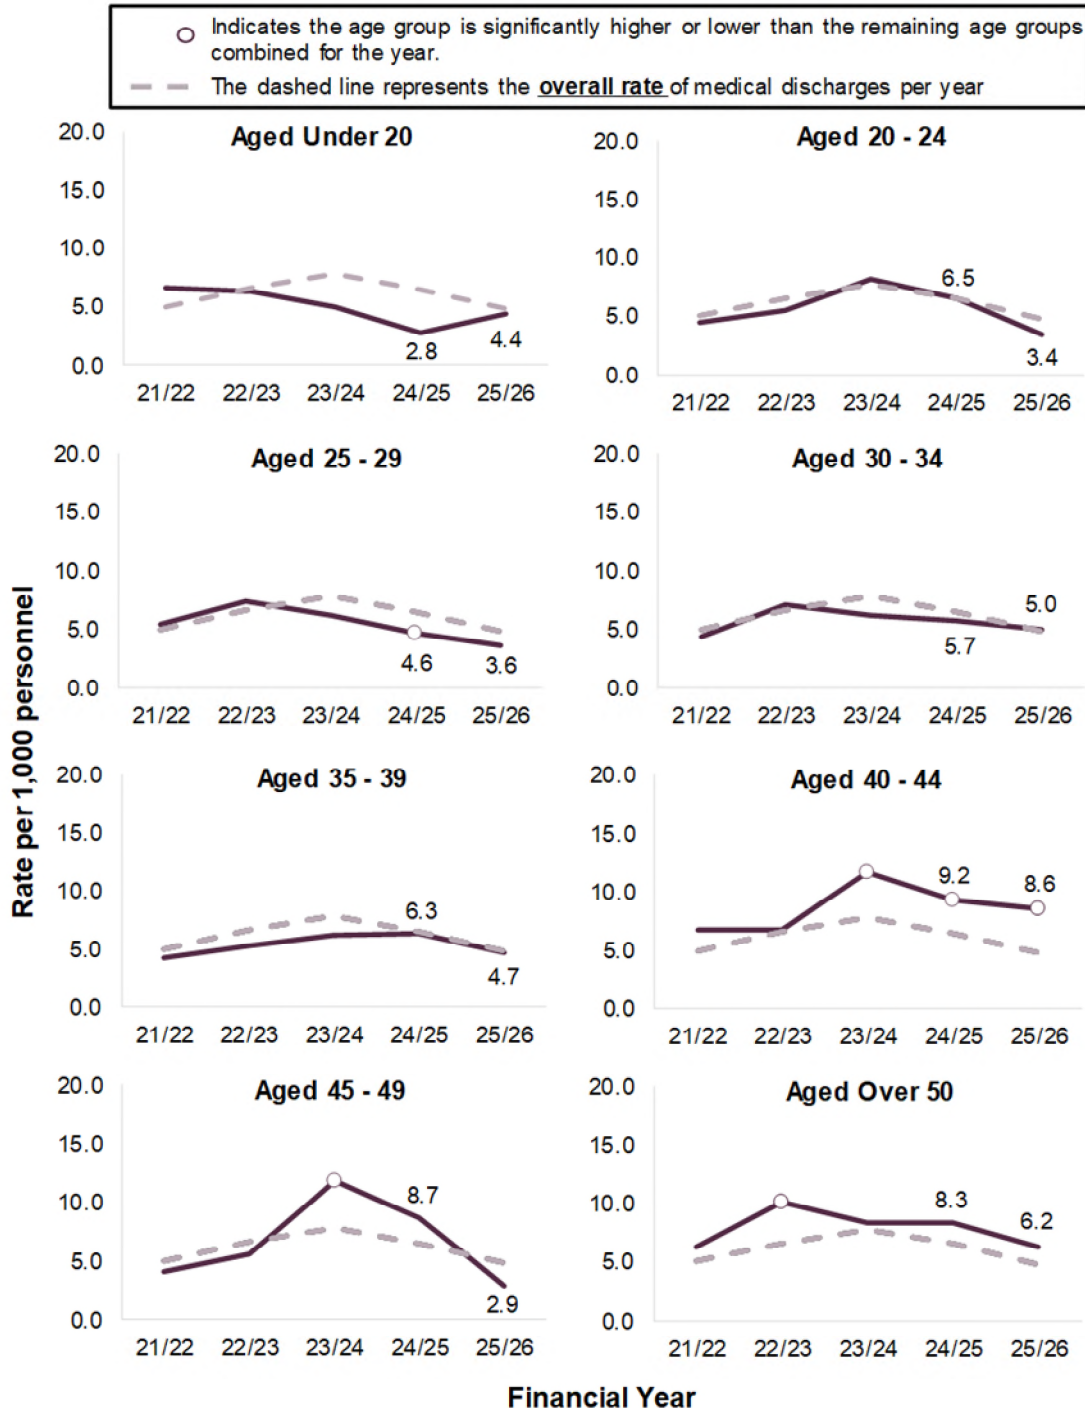 Indicates the age group is significantly higher or lower than the remaining age groups
combined for the year.
The dashed line represents the overall rate of medical discharges per year
Rate per 1,000 personnel
Aged Under 20
20.0
15.0
10.0
5.0
0.0
2.8
4.4
21/22 22/23 23/24 24/25 25/26
Aged 20 - 24
20.0
15.0
10.0
5.0
0.0
6.5
3.4
21/22 22/23 23/24 24/25 25/26
Aged 25 - 29
20.0
15.0
10.0
5.0
0.0
4.6
3.6
21/22 22/23 23/24 24/25 25/26
Aged 30 - 34
20.0
15.0
10.0
5.0
0.0
5.7
5.0
21/22 22/23 23/24 24/25 25/26
Aged 35 - 39
20.0
15.0
10.0
5.0
0.0
6.3
4.7
21/22 22/23 23/24 24/25 25/26
Aged 40 - 44
20.0
15.0
10.0
5.0
0.0
9.2
8.6
21/22 22/23 23/24 24/25 25/26
Aged 45 - 49
20.0
15.0
10.0
5.0
0.0
8.7
2.9
21/22 22/23 23/24 24/25 25/26
Aged Over 50
20.0
15.0
10.0
5.0
0.0
8.3
6.2
21/22 22/23 23/24 24/25 25/26
Financial Year